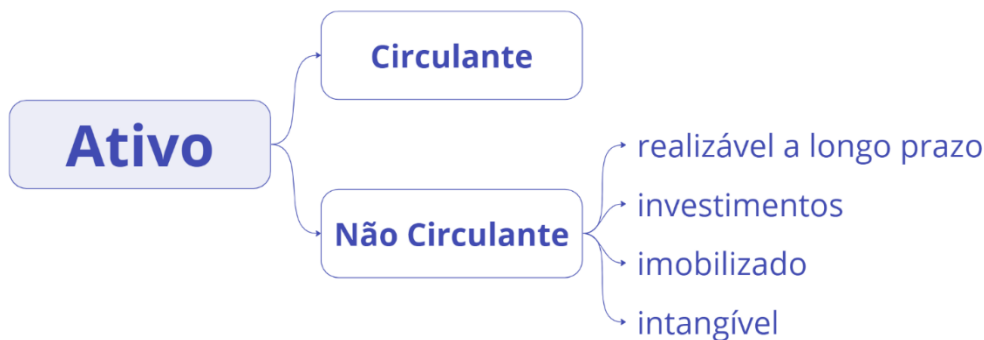 Ativo
Circulante
Não Circulante
realizável a longo prazo
investimentos
imobilizado
intangível